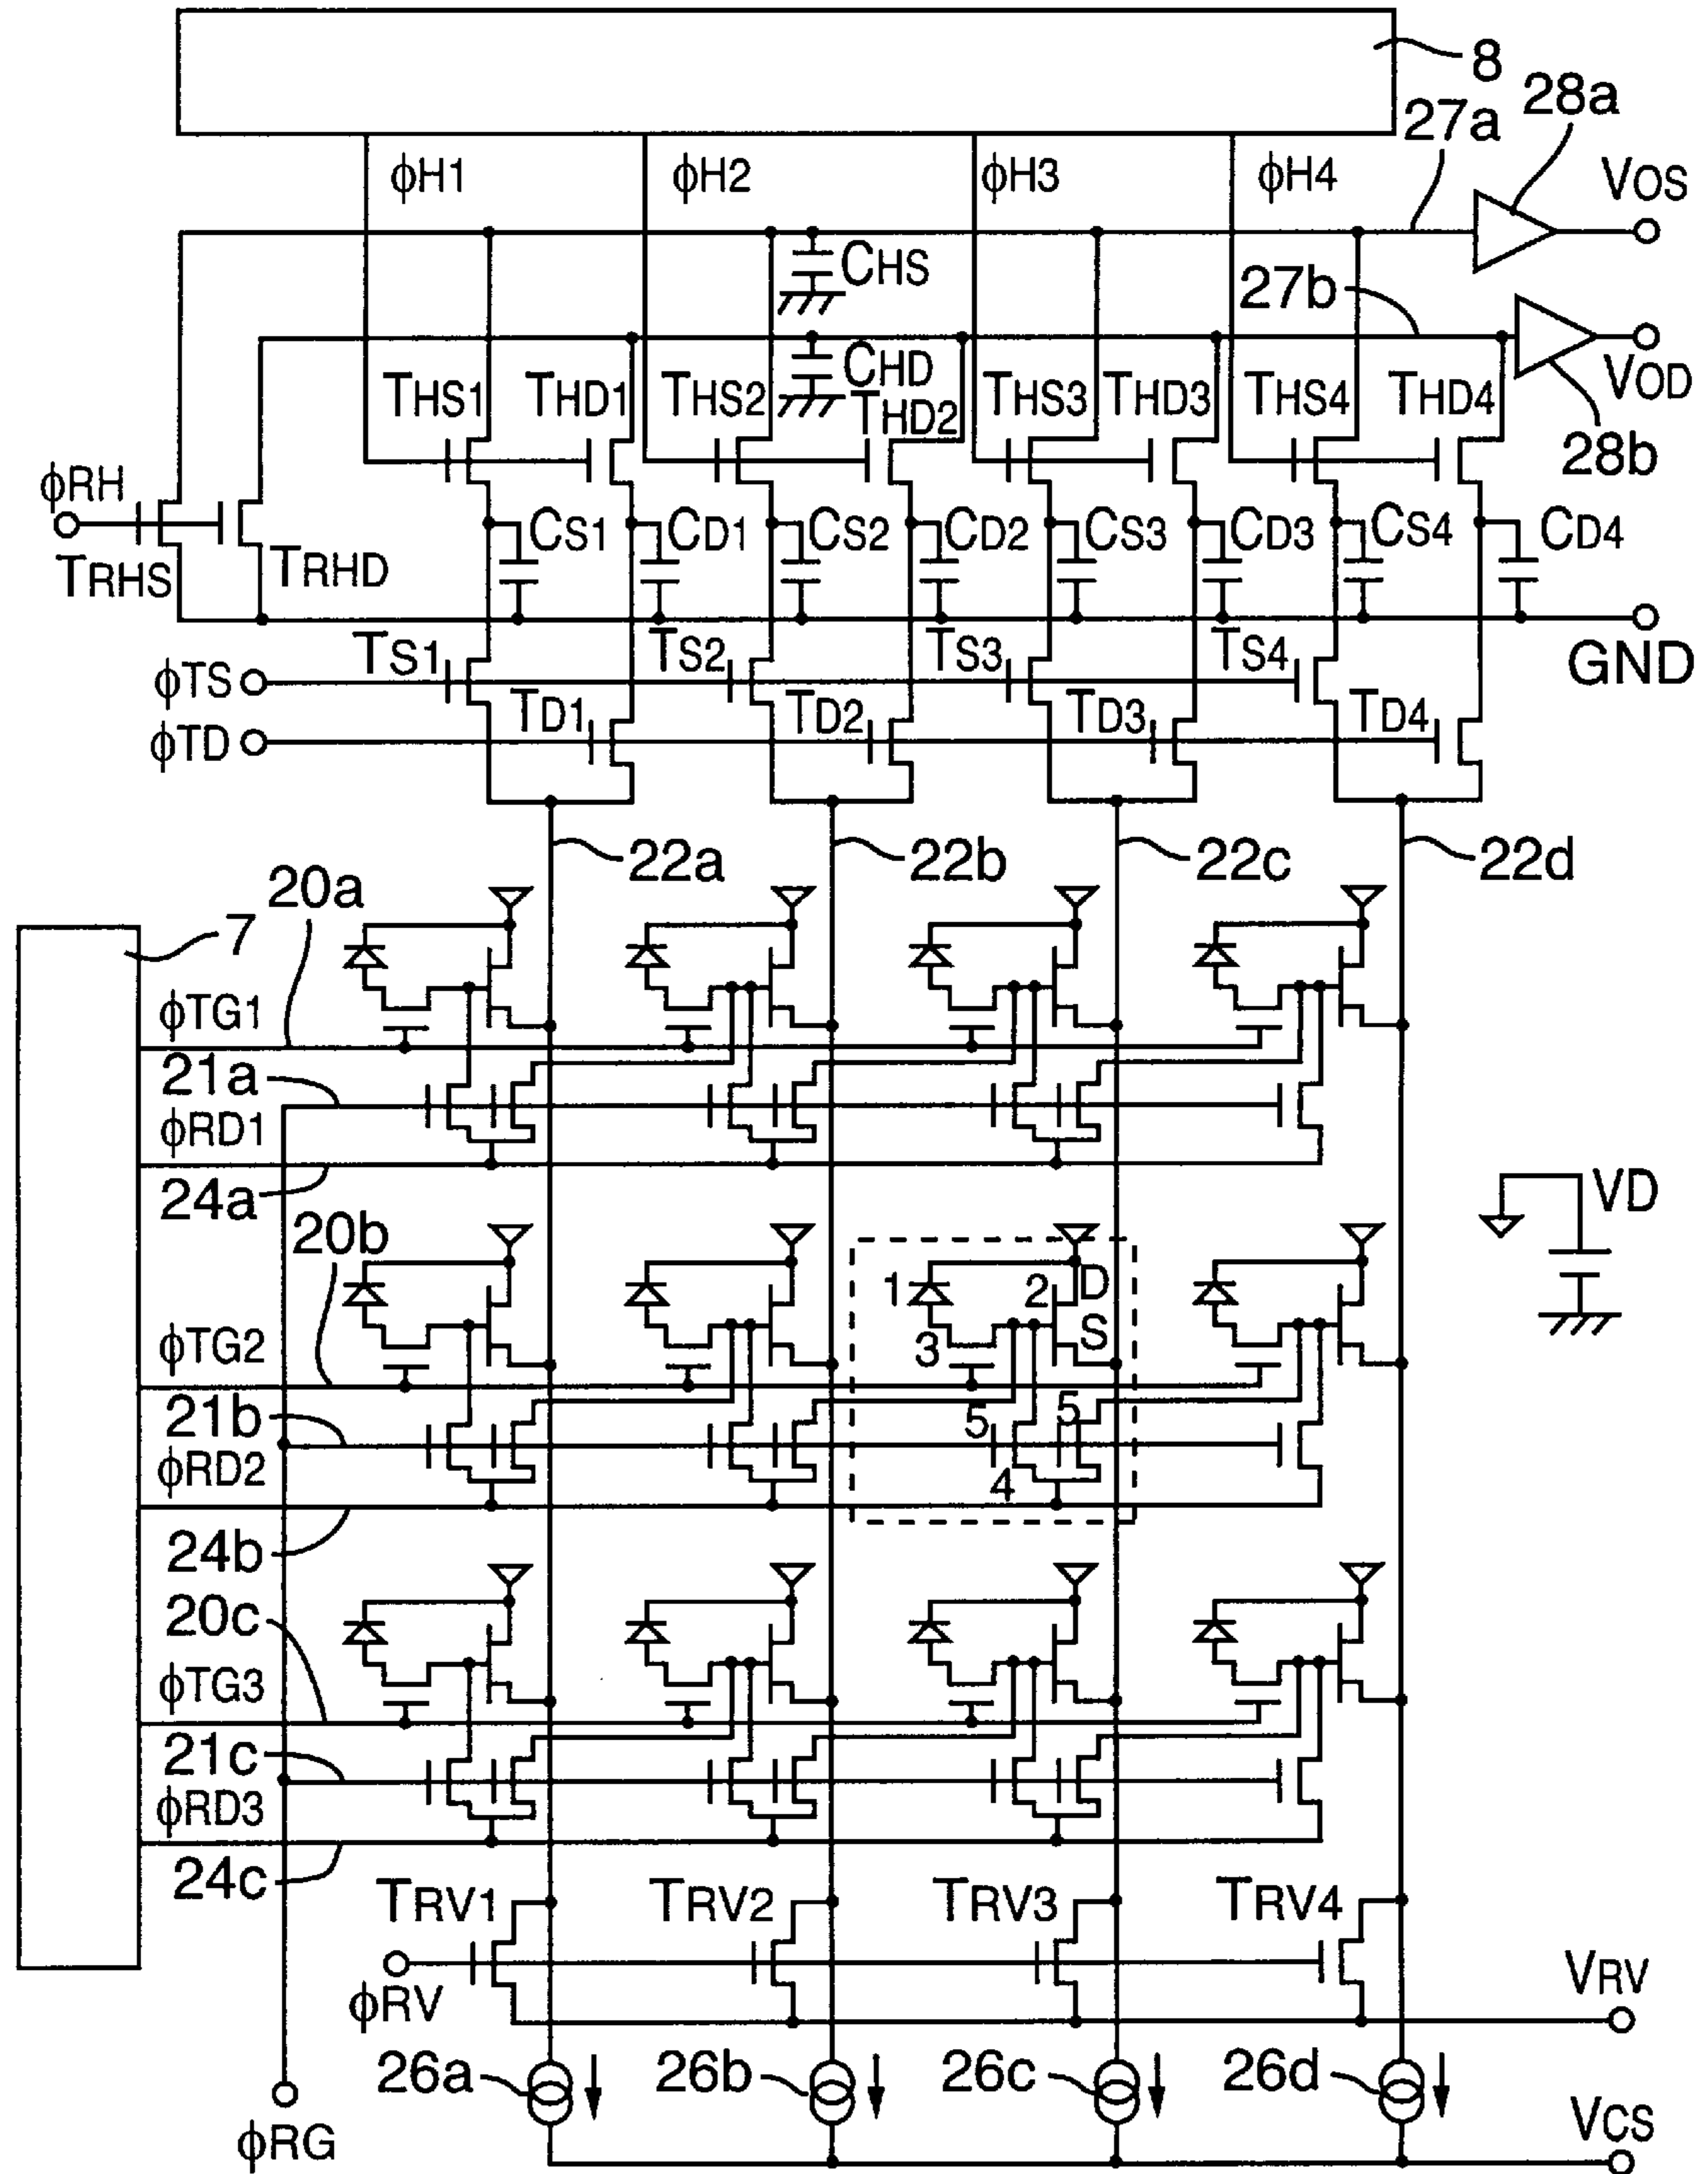 8
28a
27a
VOS
φH1 φH2 φH3 φH4
CHS
27b
CHD
VOD
THS1 THD1 THS2 THD2 THS3 THD3 THS4 THD4
28b
φRH
CS1 CD1 CS2 CD2 CS3 CD3 CS4 CD4
TRHS TRHD
GND
TS1 TS2 TS3 TS4
φTS
TD1 TD2 TD3 TD4
φTD
22a 22b 22c 22d
20a
7
φTG1
21a
φRD1
24a
VD
20b
1 2 D
S
φTG2
3
21b
5 5
φRD2
4
24b
20c
φTG3
21c
φRD3
24c
TRV1 TRV2 TRV3 TRV4
φRV
VRV
26a 26b 26c 26d
φRG
VCS